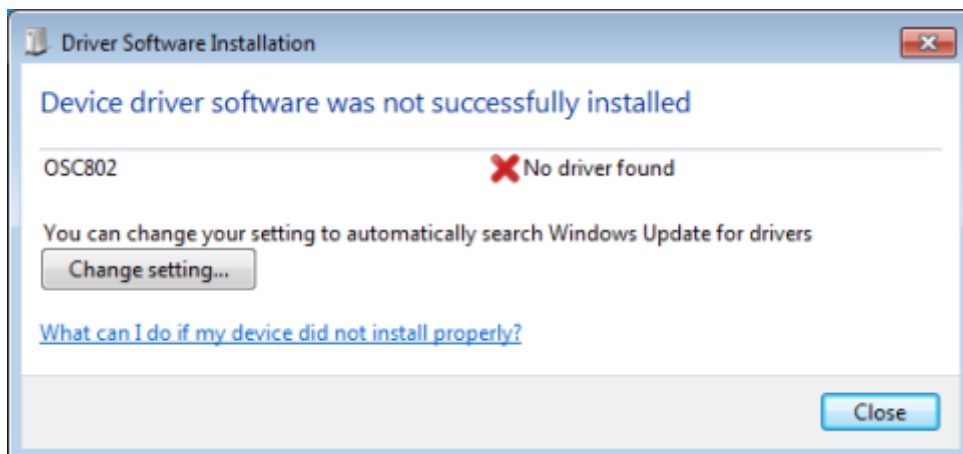 Driver Software Installation
Device driver software was not successfully installed
OSC802 No driver found
You can change your setting to automatically search Windows Update for drivers
Change setting...
What can I do if my device did not install properly?
Close